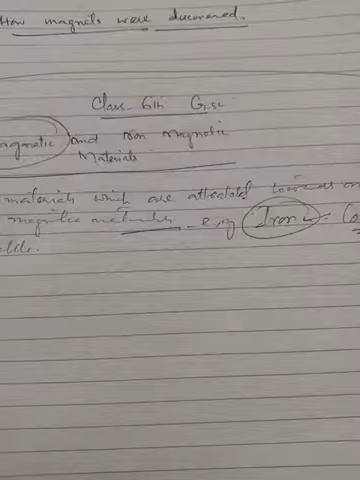 How magnets were discovered.
Class 6th G.Sc
agnetic and Non Magnetic
Materials
materials which are attracted towards
magnetic materials e.g Iron Co